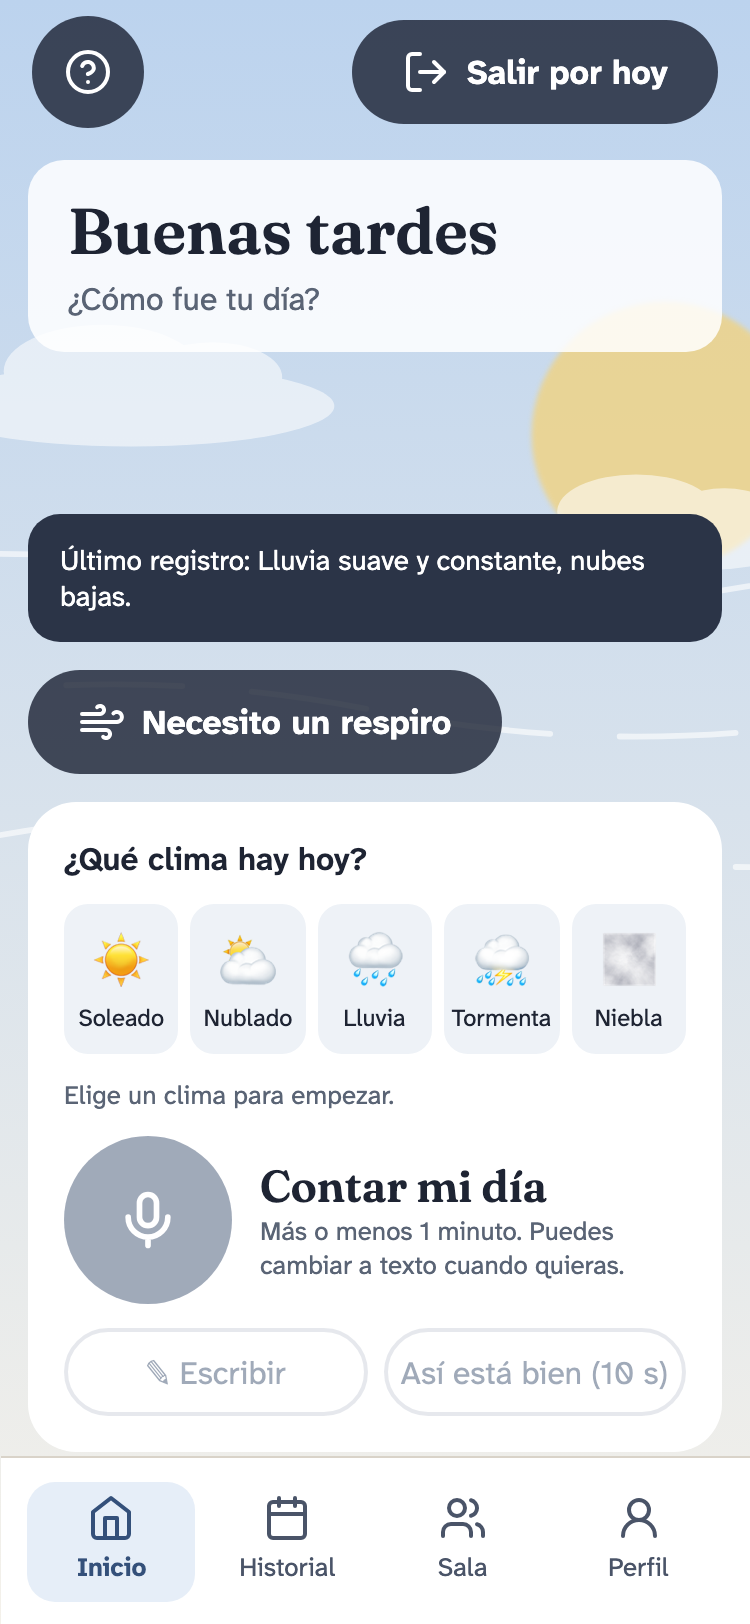 Salir por hoy
Buenas tardes
¿Cómo fue tu día?
Último registro: Lluvia suave y constante, nubes
bajas.
Necesito un respiro
¿Qué clima hay hoy?
Soleado
Nublado
Lluvia
Tormenta
Niebla
Elige un clima para empezar.
Contar mi día
Más o menos 1 minuto. Puedes
cambiar a texto cuando quieras.
✎ Escribir
Así está bien (10 s)
Inicio
Historial
Sala
Perfil